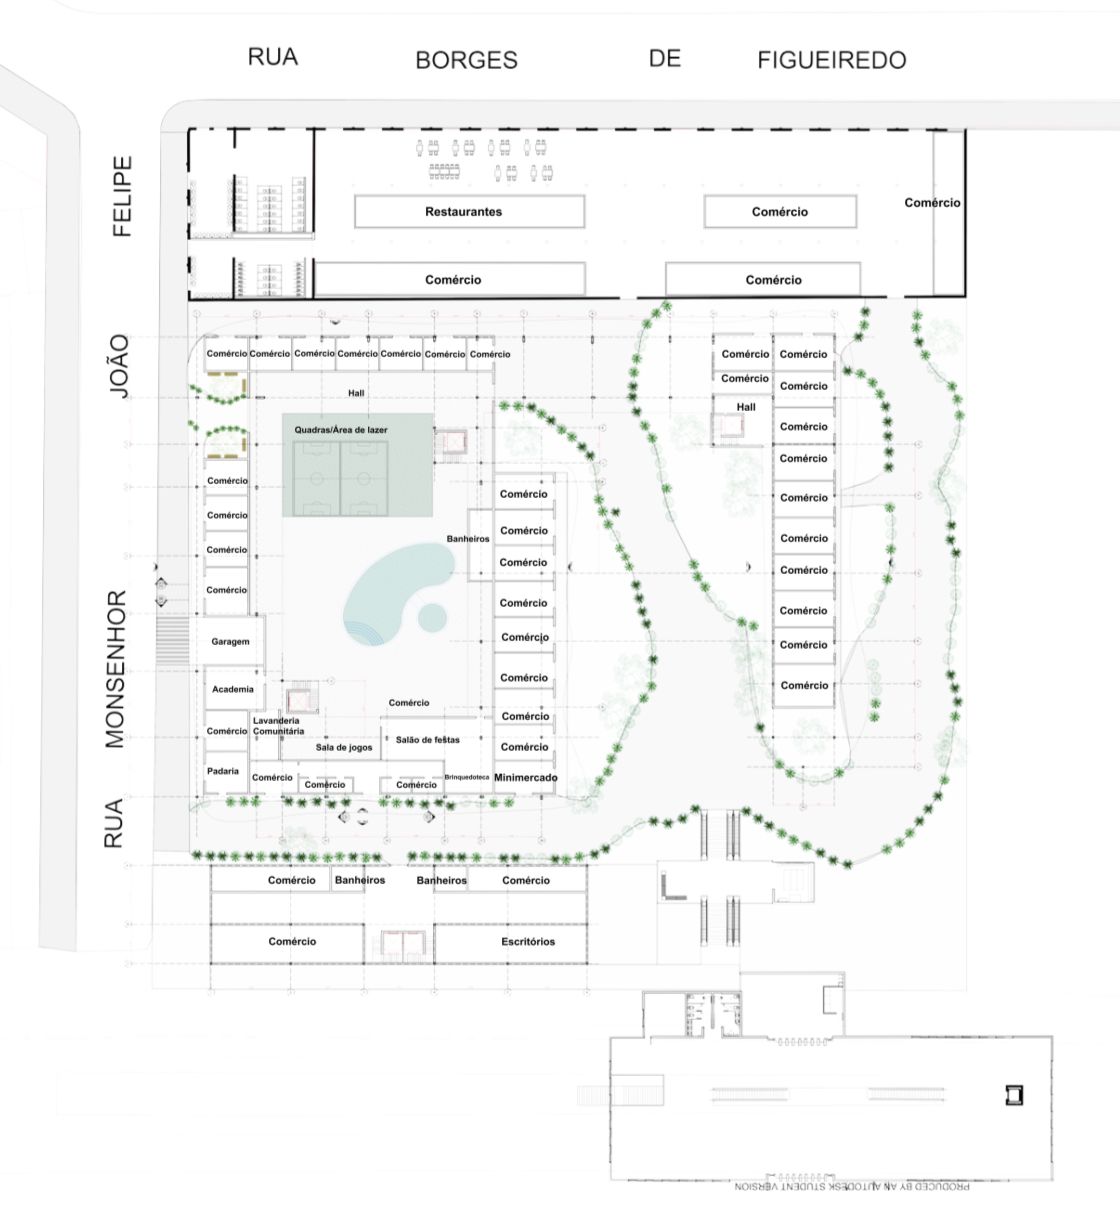 RUA BORGES DE FIGUEIREDO
RUA MONSENHOR JOÃO FELIPE
Comércio
Restaurantes
Comércio
Comércio
Comércio
Comércio Comércio Comércio Comércio Comércio Comércio Comércio
Hall
Quadras/Área de lazer
Comércio
Comércio
Comércio
Comércio
Garagem
Academia
Comércio
Padaria
Lavanderia
Comunitária
Comércio
Sala de jogos
Salão de festas
Comércio
Comércio
Comércio
Brinquedoteca
Minimercado
Banheiros
Comércio
Comércio
Comércio
Comércio
Comércio
Comércio
Comércio
Comércio
Comércio
Comércio
Hall
Comércio
Comércio
Comércio
Comércio
Comércio
Comércio
Comércio
Comércio
Comércio
Comércio
Comércio Banheiros Banheiros Comércio
Comércio
Escritórios
PRODUCED BY AN AUTODESK STUDENT VERSION